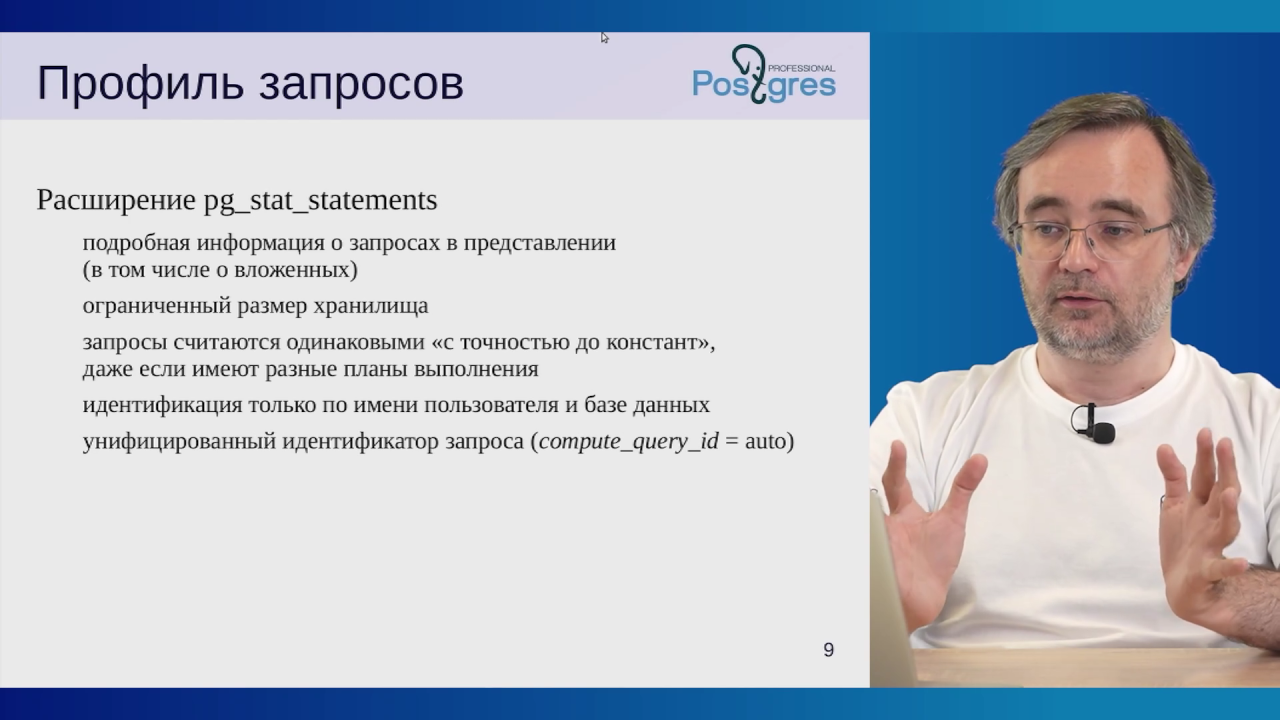 Профиль запросов
PROFESSIONAL
Postgres
Расширение pg_stat_statements
подробная информация о запросах в представлении
(в том числе о вложенных)
ограниченный размер хранилища
запросы считаются одинаковыми «с точностью до констант»,
даже если имеют разные планы выполнения
идентификация только по имени пользователя и базе данных
унифицированный идентификатор запроса (compute_query_id = auto)
9